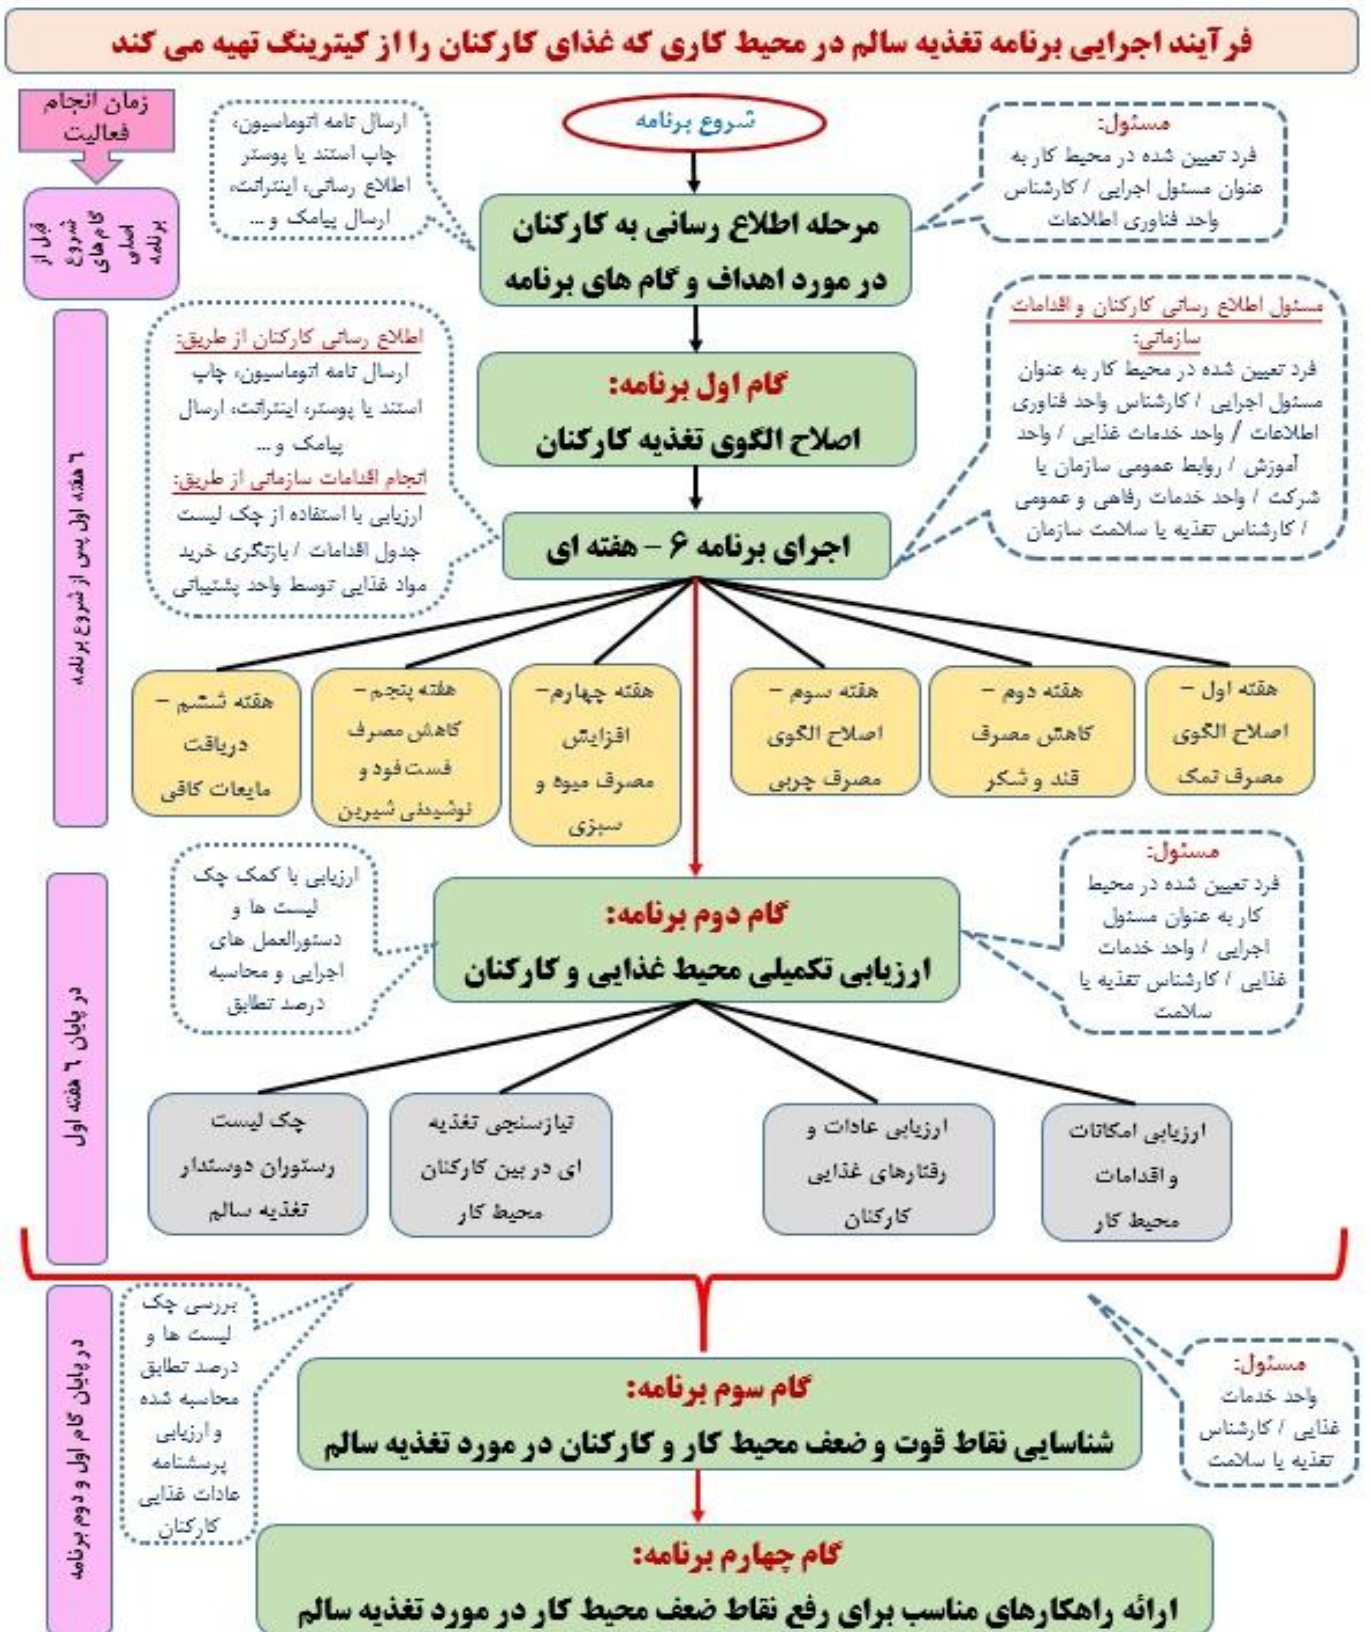 فرآیند اجرایی برنامه تغذیه سالم در محیط کاری که غذای کارکنان را از کیترینگ تهیه می کند
زمان انجام
فعالیت
شروع برنامه
مسئول:
فرد تعیین شده در محیط کار به
عنوان مسئول اجرایی / کارشناس
واحد فناوری اطلاعات
ارسال نامه اتوماسیون،
چاپ استند یا پوستر
اطلاع رسانی، اینترانت،
ارسال پیامک و ...
قبل از
شروع
گام‌های
اصلی
برنامه
مرحله اطلاع رسانی به کارکنان
در مورد اهداف و گام های برنامه
مسئول اطلاع رسانی کارکنان و اقدامات
سازمانی:
فرد تعیین شده در محیط کار به عنوان
مسئول اجرایی / کارشناس واحد فناوری
اطلاعات / واحد خدمات غذایی / واحد
آموزش / روابط عمومی سازمان یا
شرکت / واحد خدمات رفاهی و عمومی
/ کارشناس تغذیه یا سلامت سازمان
گام اول برنامه:
اصلاح الگوی تغذیه کارکنان
اطلاع رسانی کارکنان از طریق:
ارسال نامه اتوماسیون، چاپ
استند یا پوستر، اینترانت، ارسال
پیامک و ...
انجام اقدامات سازمانی از طریق:
ارزیابی با استفاده از چک لیست
جدول اقدامات / بازنگری خرید
مواد غذایی توسط واحد پشتیبانی
۶ هفته اول پس از شروع برنامه
اجرای برنامه ۶ – هفته ای
هفته اول –
اصلاح الگوی
مصرف نمک
هفته دوم –
کاهش مصرف
قند و شکر
هفته سوم –
اصلاح الگوی
مصرف چربی
هفته چهارم–
افزایش
مصرف میوه و
سبزی
هفته پنجم–
کاهش مصرف
فست فود و
نوشیدنی شیرین
هفته ششم –
دریافت
مایعات کافی
مسئول:
فرد تعیین شده در محیط
کار به عنوان مسئول
اجرایی / واحد خدمات
غذایی / کارشناس تغذیه یا
سلامت
گام دوم برنامه:
ارزیابی تکمیلی محیط غذایی و کارکنان
ارزیابی با کمک چک
لیست ها و
دستورالعمل های
اجرایی و محاسبه
درصد تطابق
در پایان ۶ هفته اول
ارزیابی امکانات
و اقدامات
محیط کار
ارزیابی عادات و
رفتارهای غذایی
کارکنان
نیازسنجی تغذیه
ای در بین کارکنان
محیط کار
چک لیست
رستوران دوستدار
تغذیه سالم
مسئول:
واحد خدمات
غذایی / کارشناس
تغذیه یا سلامت
بررسی چک
لیست ها و
درصد تطابق
محاسبه شده
و ارزیابی
پرسشنامه
عادات غذایی
کارکنان
در پایان گام اول و دوم برنامه
گام سوم برنامه:
شناسایی نقاط قوت و ضعف محیط کار و کارکنان در مورد تغذیه سالم
گام چهارم برنامه:
ارائه راهکارهای مناسب برای رفع نقاط ضعف محیط کار در مورد تغذیه سالم